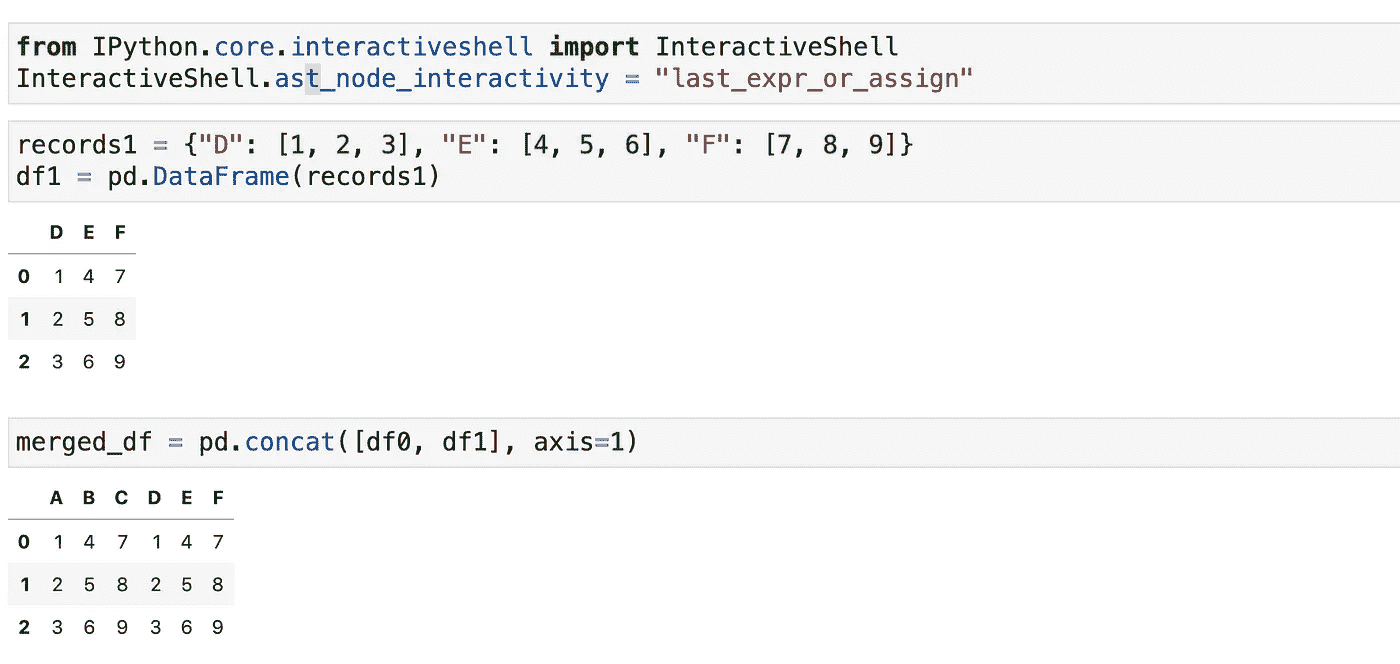 from IPython.core.interactiveshell import InteractiveShell
InteractiveShell.ast_node_interactivity = "last_expr_or_assign"
records1 = {"D": [1, 2, 3], "E": [4, 5, 6], "F": [7, 8, 9]}
df1 = pd.DataFrame(records1)
D E F
0 1 4 7
1 2 5 8
2 3 6 9
merged_df = pd.concat([df0, df1], axis=1)
A B C D E F
0 1 4 7 1 4 7
1 2 5 8 2 5 8
2 3 6 9 3 6 9